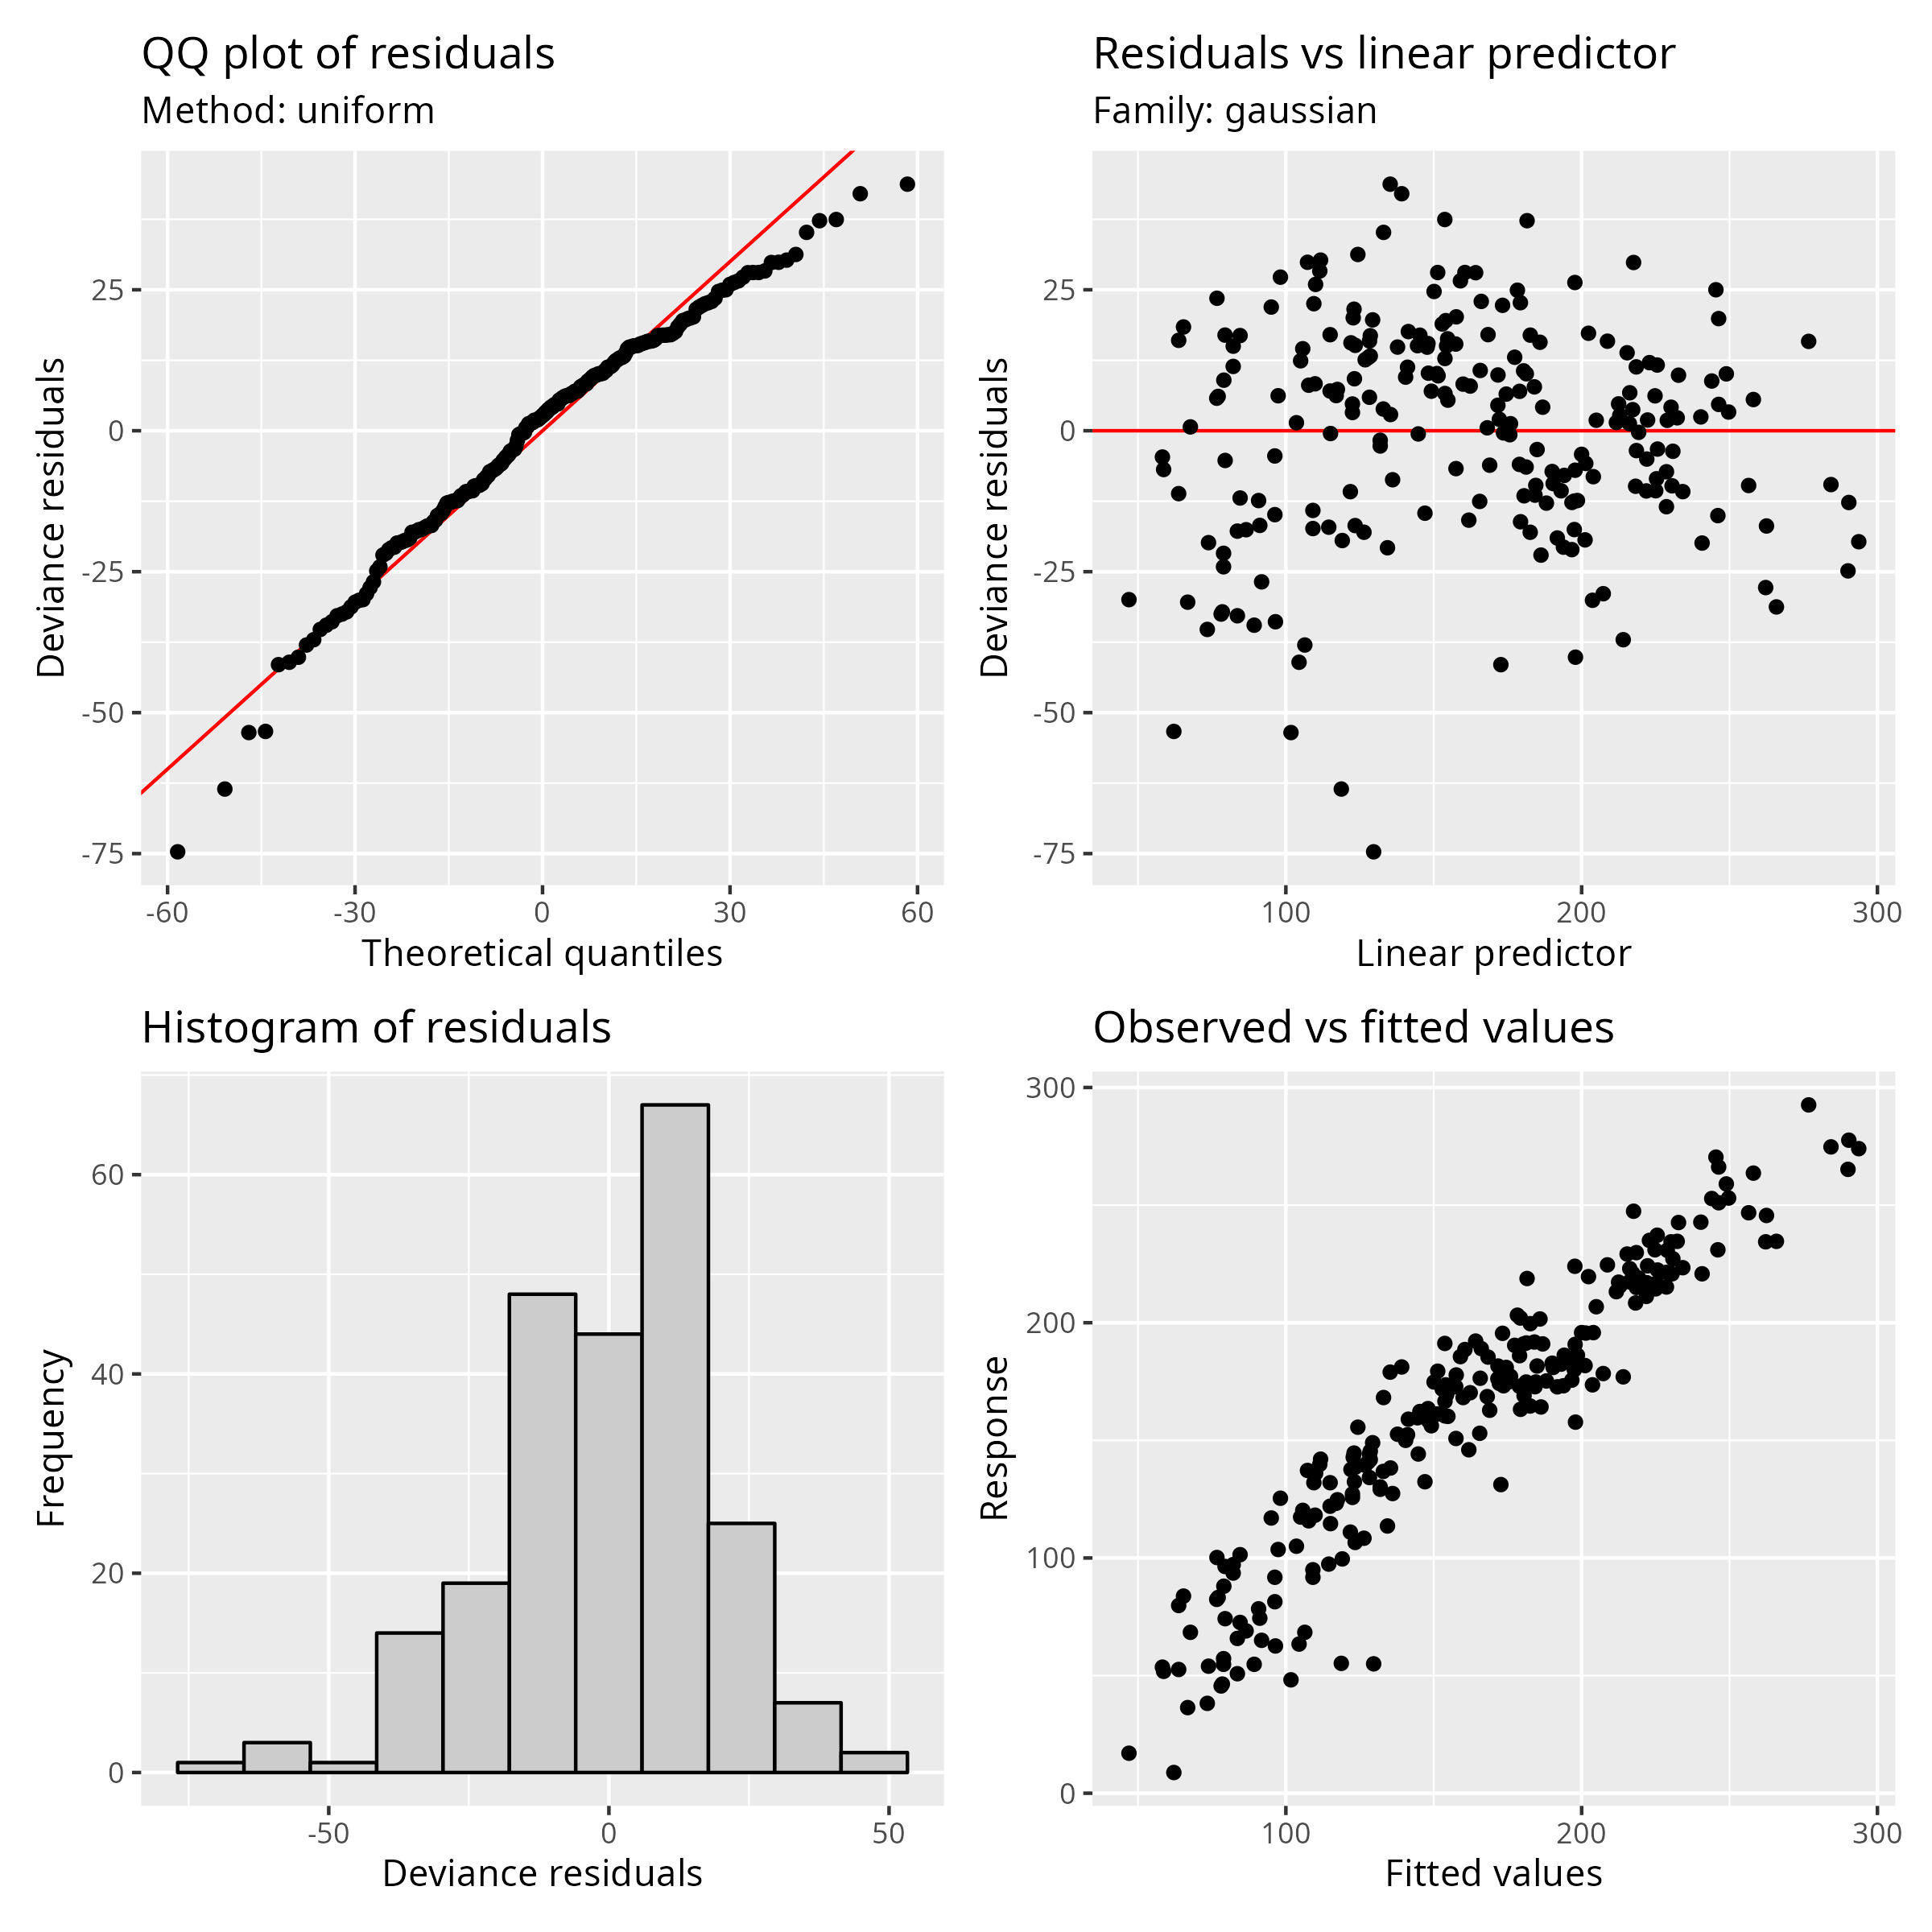 QQ plot of residuals
Method: uniform
25
0
-25
-50
-75
Deviance residuals
-60 -30 0 30 60
Theoretical quantiles
Residuals vs linear predictor
Family: gaussian
25
0
-25
-50
-75
Deviance residuals
100 200 300
Linear predictor
Histogram of residuals
60
40
20
0
Frequency
-50 0 50
Deviance residuals
Observed vs fitted values
300
200
100
0
Response
100 200 300
Fitted values